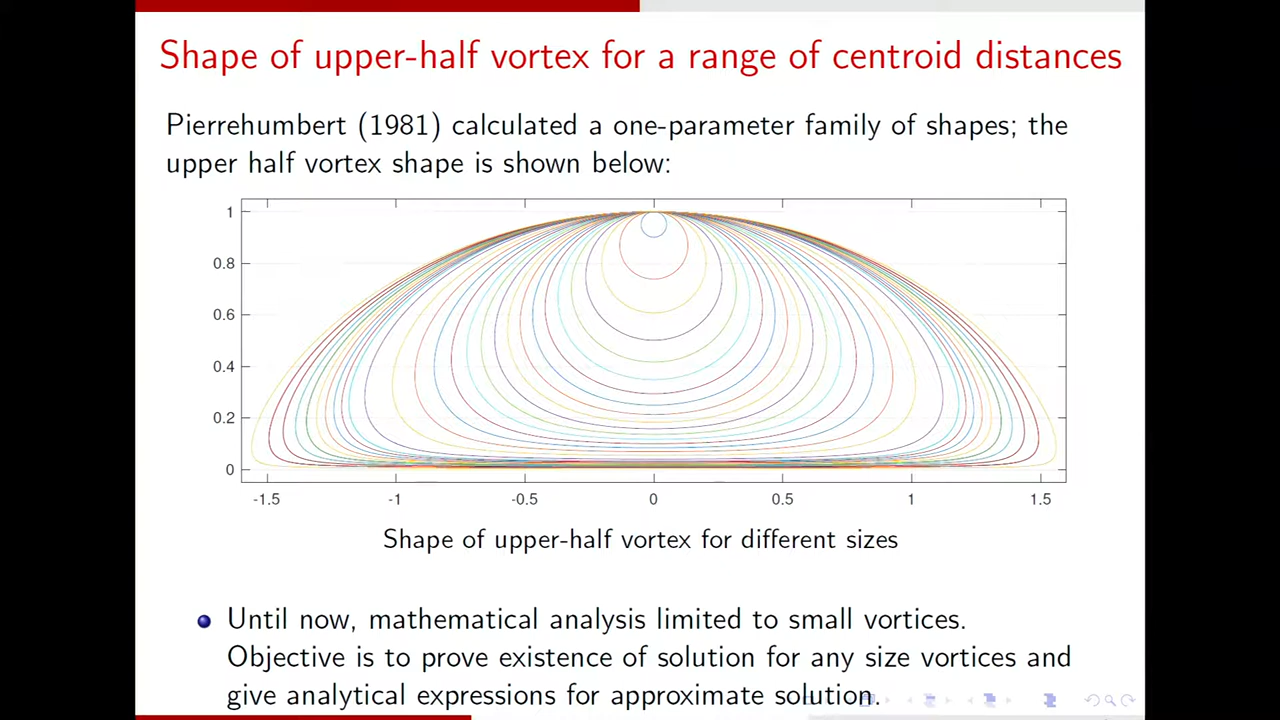 Shape of upper-half vortex for a range of centroid distances
Pierrehumbert (1981) calculated a one-parameter family of shapes; the
upper half vortex shape is shown below:
1
0.8
0.6
0.4
0.2
0
-1.5 -1 -0.5 0 0.5 1 1.5
Shape of upper-half vortex for different sizes
Until now, mathematical analysis limited to small vortices.
Objective is to prove existence of solution for any size vortices and
give analytical expressions for approximate solution.